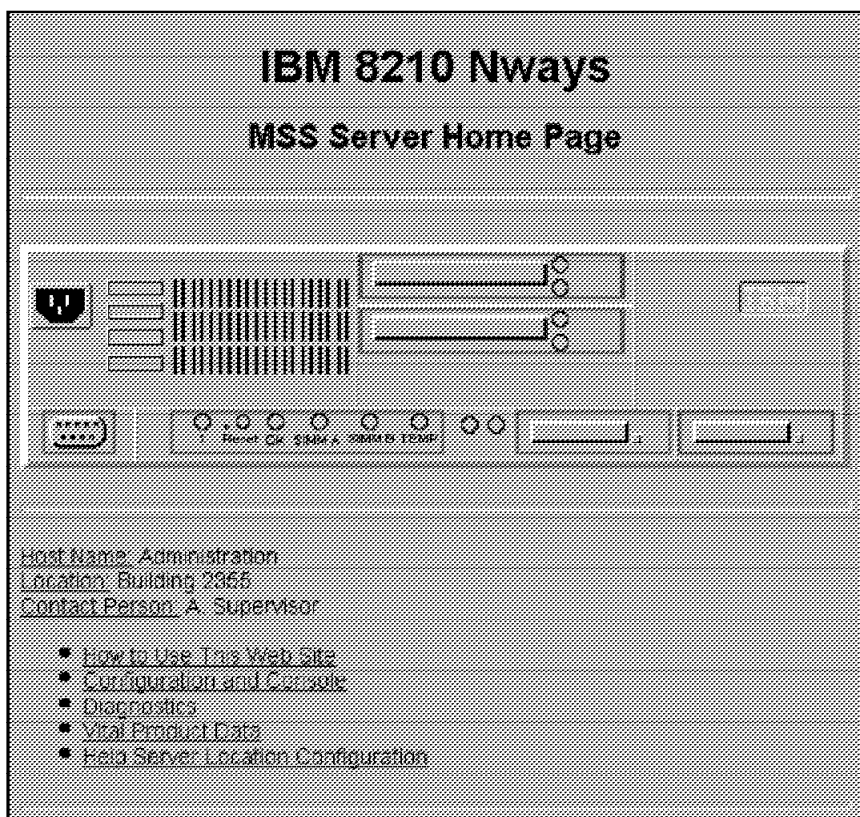 IBM 8210 Nways
MSS Server Home Page
Reset OK SIMM A SIMM B TEMP
Host Name: Administration
Location: Building 2355
Contact Person: A. Supervisor
How to Use This Web Site
Configuration and Console
Diagnostics
Vital Product Data
Help Server Location Configuration